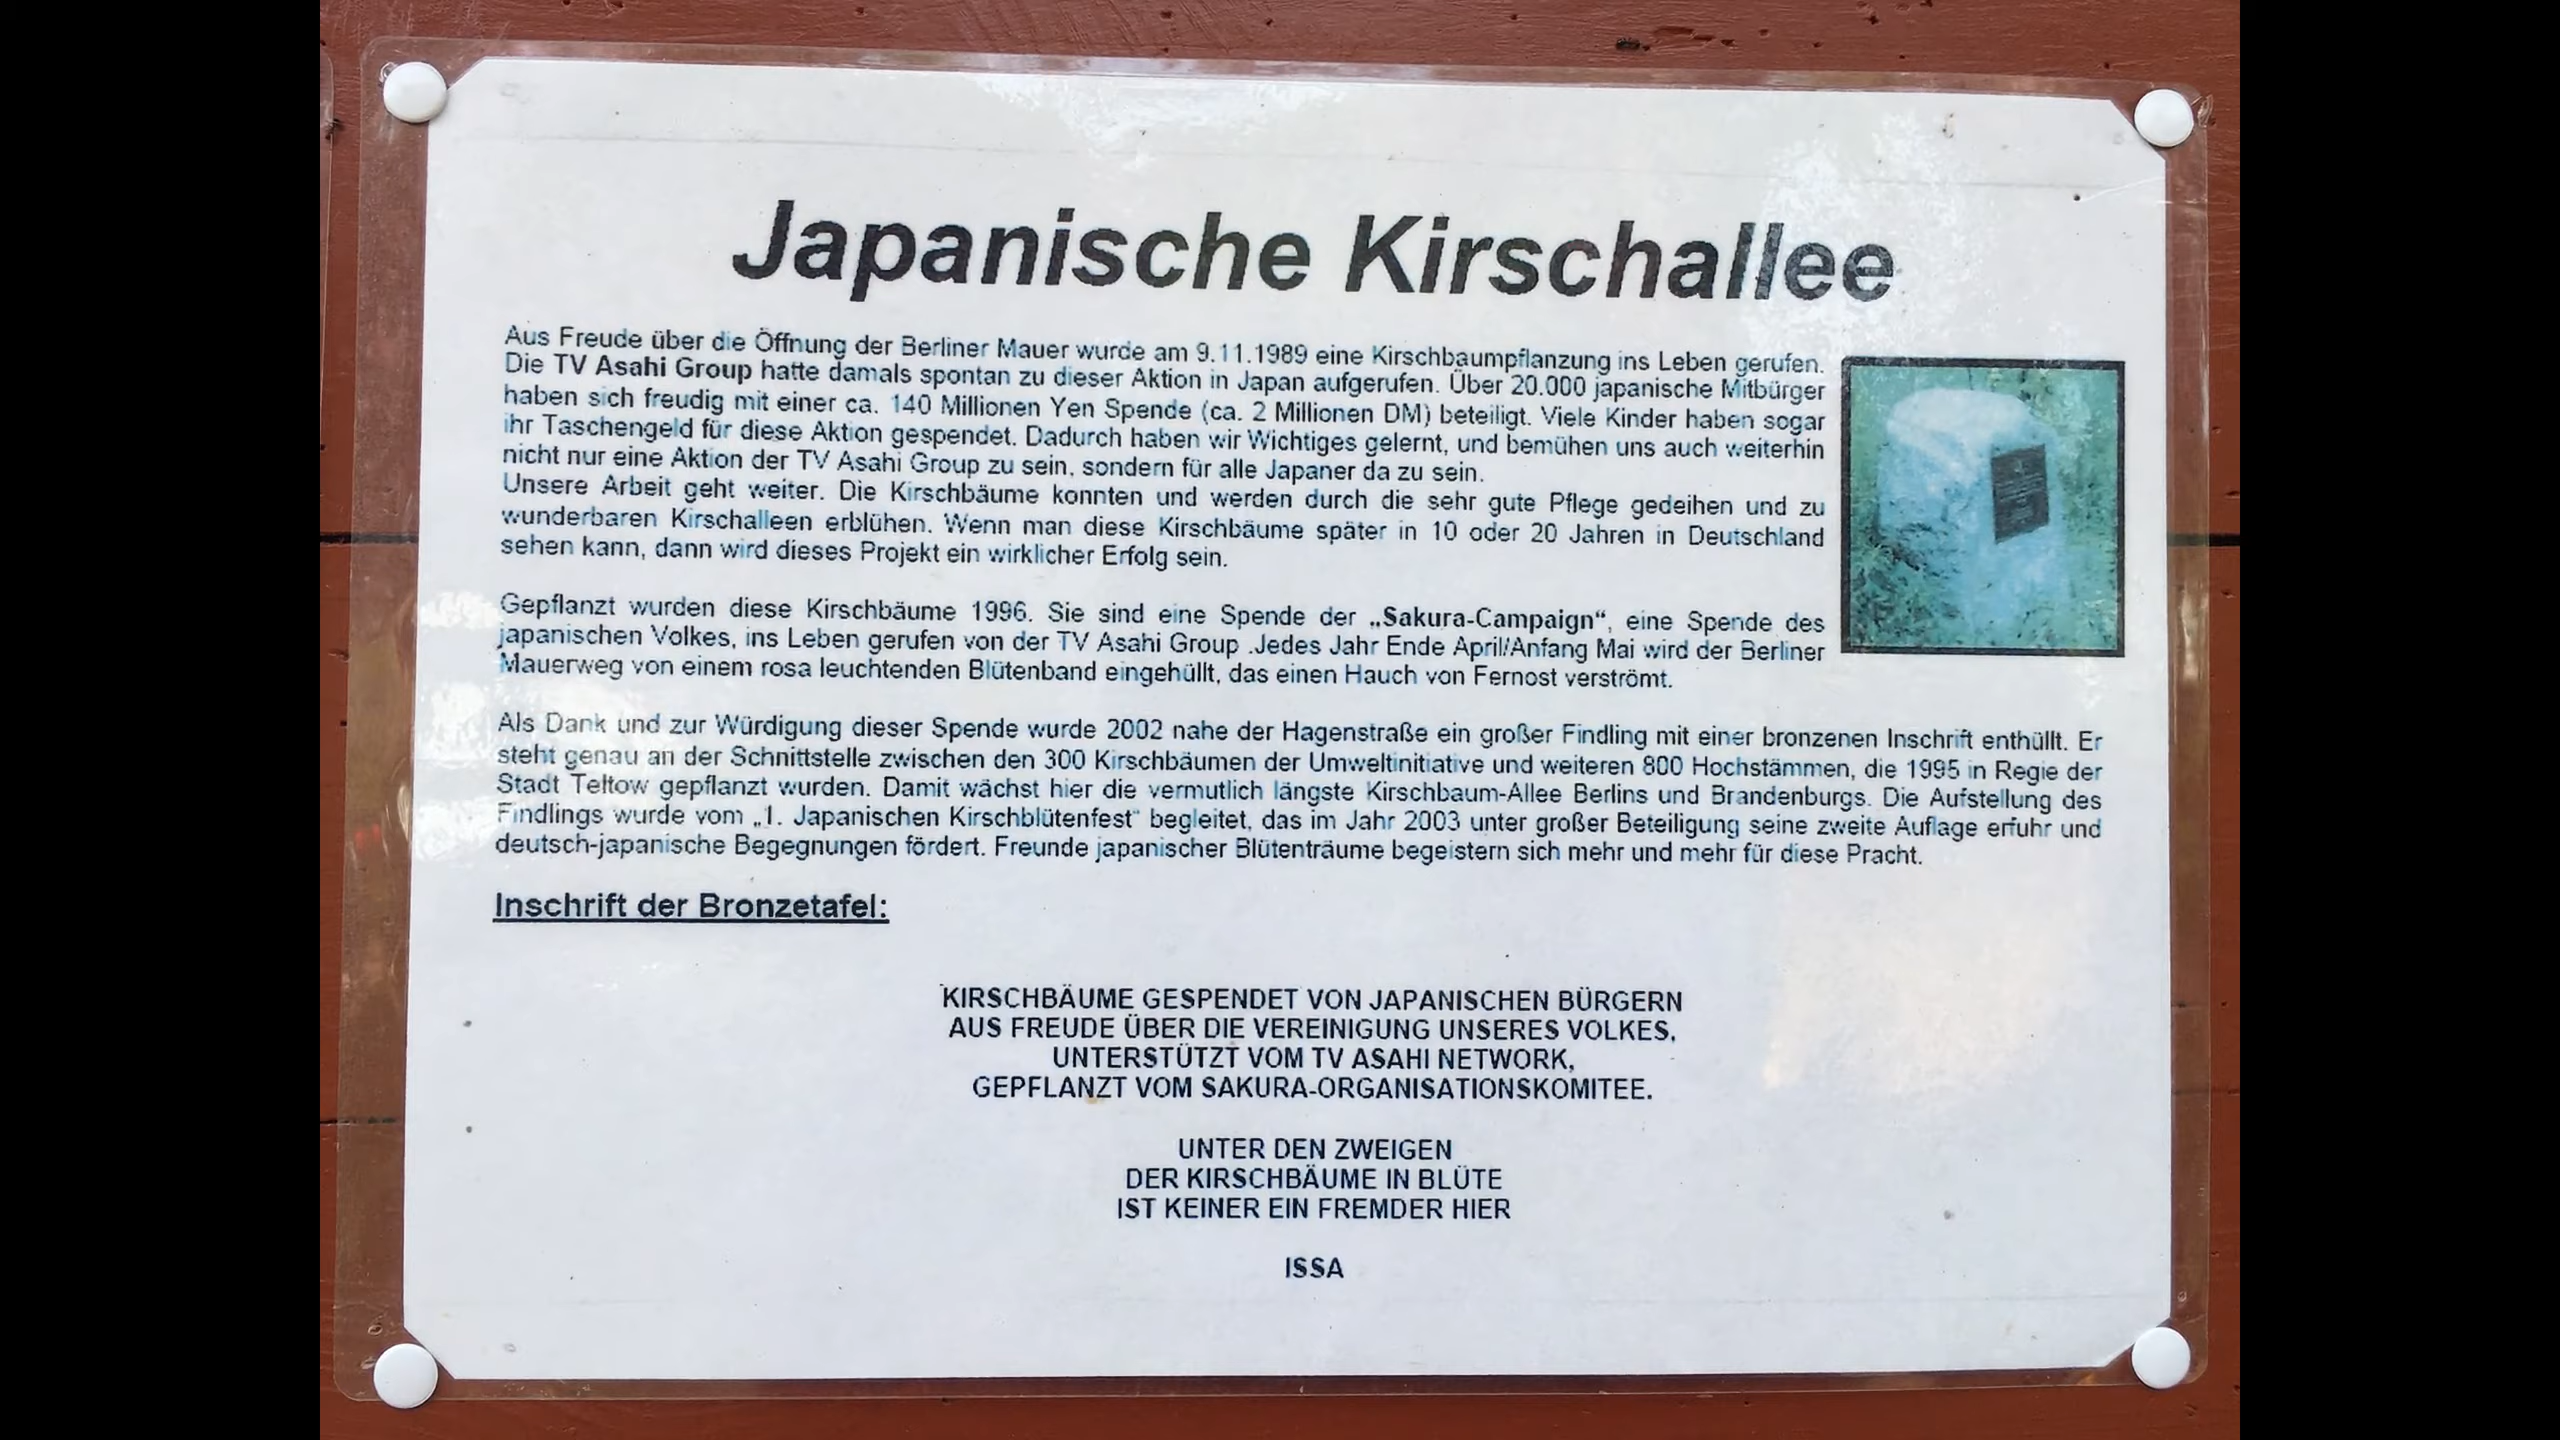 Japanische Kirschallee
Aus Freude über die Öffnung der Berliner Mauer wurde am 9.11.1989 eine Kirschbaumpflanzung ins Leben gerufen.
Die TV Asahi Group hatte damals spontan zu dieser Aktion in Japan aufgerufen. Über 20.000 japanische Mitbürger
haben sich freudig mit einer ca. 140 Millionen Yen Spende (ca. 2 Millionen DM) beteiligt. Viele Kinder haben sogar
ihr Taschengeld für diese Aktion gespendet. Dadurch haben wir Wichtiges gelernt, und bemühen uns auch weiterhin
nicht nur eine Aktion der TV Asahi Group zu sein, sondern für alle Japaner da zu sein.
Unsere Arbeit geht weiter. Die Kirschbäume konnten und werden durch die sehr gute Pflege gedeihen und zu
wunderbaren Kirschalleen erblühen. Wenn man diese Kirschbäume später in 10 oder 20 Jahren in Deutschland
sehen kann, dann wird dieses Projekt ein wirklicher Erfolg sein.
Gepflanzt wurden diese Kirschbäume 1996. Sie sind eine Spende der „Sakura-Campaign“, eine Spende des
japanischen Volkes, ins Leben gerufen von der TV Asahi Group .Jedes Jahr Ende April/Anfang Mai wird der Berliner
Mauerweg von einem rosa leuchtenden Blütenband eingehüllt, das einen Hauch von Fernost verströmt.
Als Dank und zur Würdigung dieser Spende wurde 2002 nahe der Hagenstraße ein großer Findling mit einer bronzenen Inschrift enthüllt. Er
steht genau an der Schnittstelle zwischen den 300 Kirschbäumen der Umweltinitiative und weiteren 800 Hochstämmen, die 1995 in Regie der
Stadt Teltow gepflanzt wurden. Damit wächst hier die vermutlich längste Kirschbaum-Allee Berlins und Brandenburgs. Die Aufstellung des
Findlings wurde vom „1. Japanischen Kirschblütenfest“ begleitet, das im Jahr 2003 unter großer Beteiligung seine zweite Auflage erfuhr und
deutsch-japanische Begegnungen fördert. Freunde japanischer Blütenträume begeistern sich mehr und mehr für diese Pracht.
Inschrift der Bronzetafel:
KIRSCHBÄUME GESPENDET VON JAPANISCHEN BÜRGERN
AUS FREUDE ÜBER DIE VEREINIGUNG UNSERES VOLKES,
UNTERSTÜTZT VOM TV ASAHI NETWORK,
GEPFLANZT VOM SAKURA-ORGANISATIONSKOMITEE.
UNTER DEN ZWEIGEN
DER KIRSCHBÄUME IN BLÜTE
IST KEINER EIN FREMDER HIER
ISSA